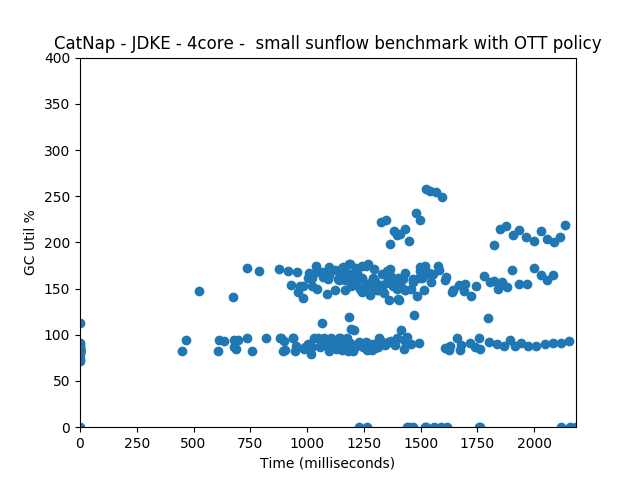 CatNap - JDKE - 4core -  small sunflow benchmark with OTT policy
400
350
300
250
200
150
100
50
0
GC Util %
0 250 500 750 1000 1250 1500 1750 2000
Time (milliseconds)